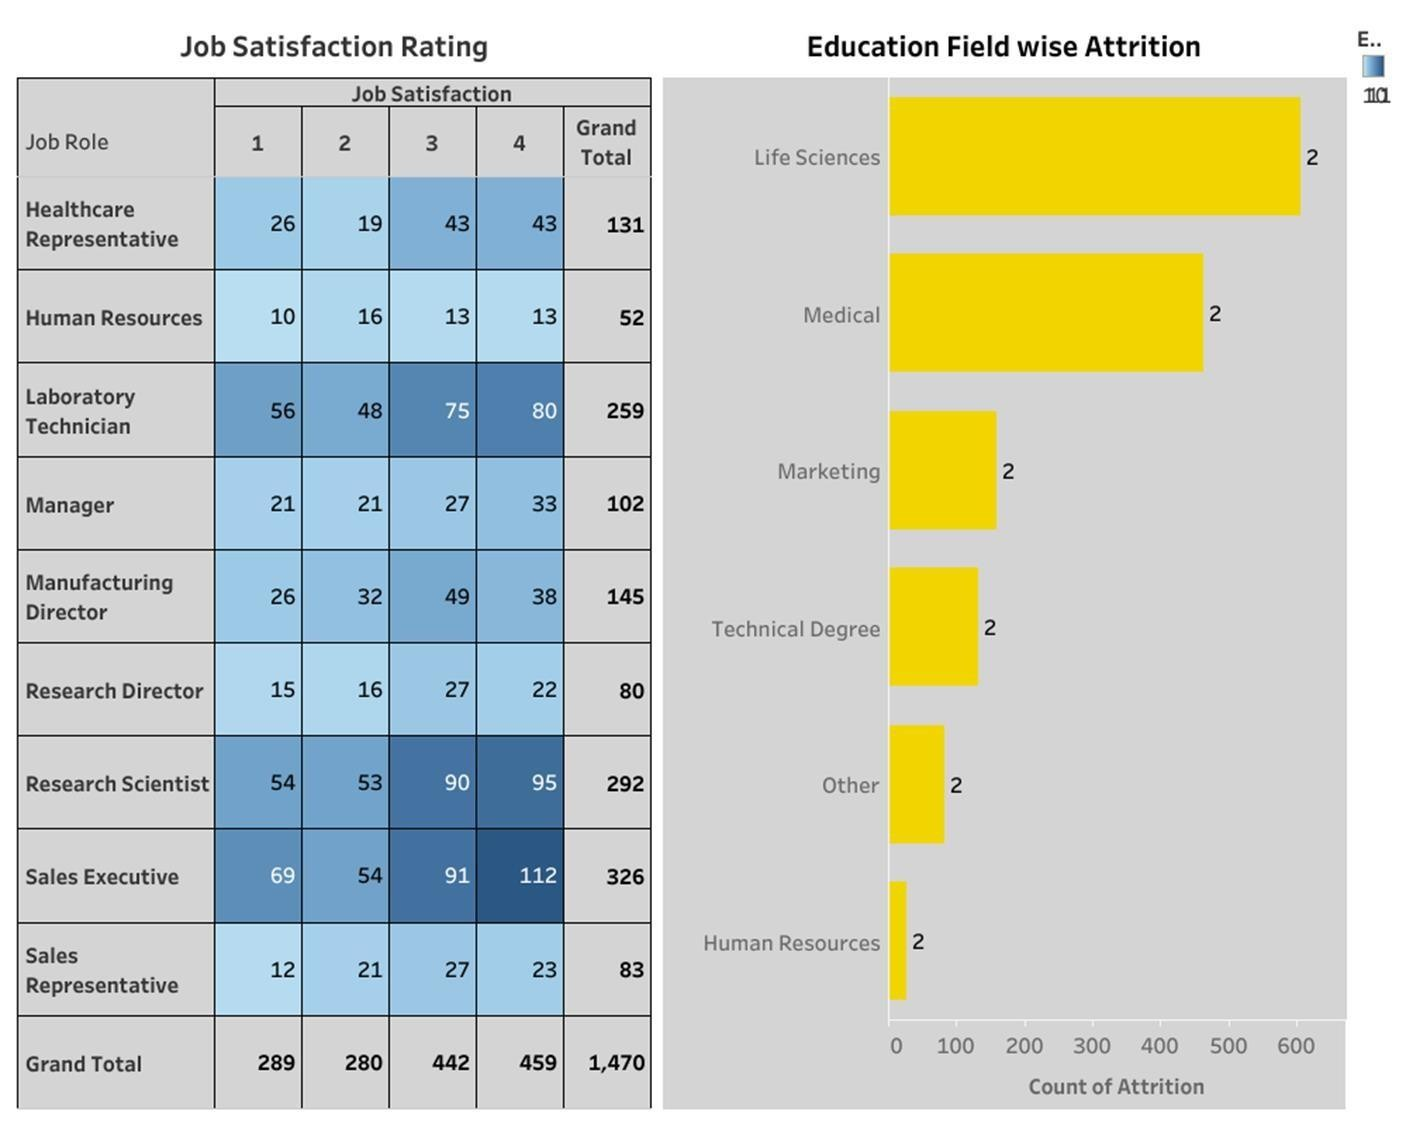 Job Satisfaction Rating
Job Satisfaction
Job Role 1 2 3 4 Grand Total
Healthcare Representative 26 19 43 43 131
Human Resources 10 16 13 13 52
Laboratory Technician 56 48 75 80 259
Manager 21 21 27 33 102
Manufacturing Director 26 32 49 38 145
Research Director 15 16 27 22 80
Research Scientist 54 53 90 95 292
Sales Executive 69 54 91 112 326
Sales Representative 12 21 27 23 83
Grand Total 289 280 442 459 1,470
Education Field wise Attrition
Life Sciences 2
Medical 2
Marketing 2
Technical Degree 2
Other 2
Human Resources 2
0 100 200 300 400 500 600
Count of Attrition
E..